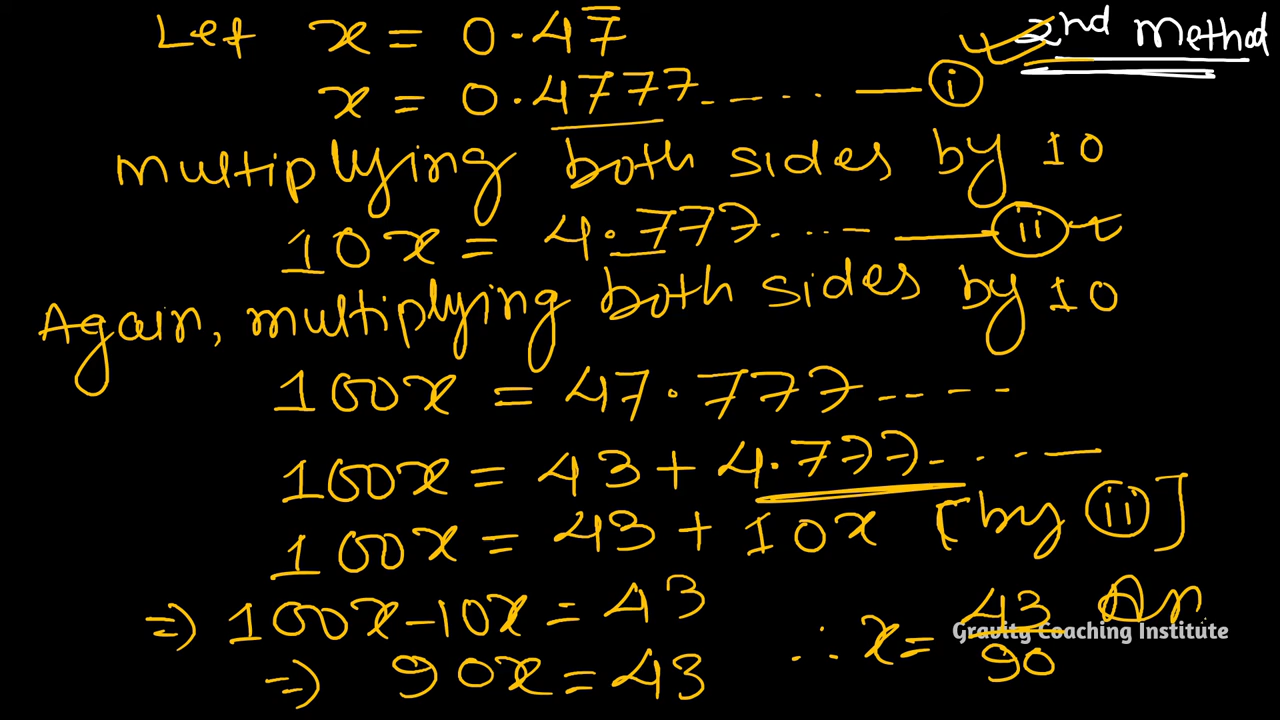 2nd Method
Let x = 0.47̅
x = 0.4777..... — (i)
Multiplying both sides by 10
10x = 4.777..... — (ii)
Again, multiplying both sides by 10
100x = 47.777....
100x = 43 + 4.777.....
100x = 43 + 10x [by (ii)]
⇒ 100x - 10x = 43
⇒ 90x = 43
∴ x = 43/90 An
Gravity Coaching Institute